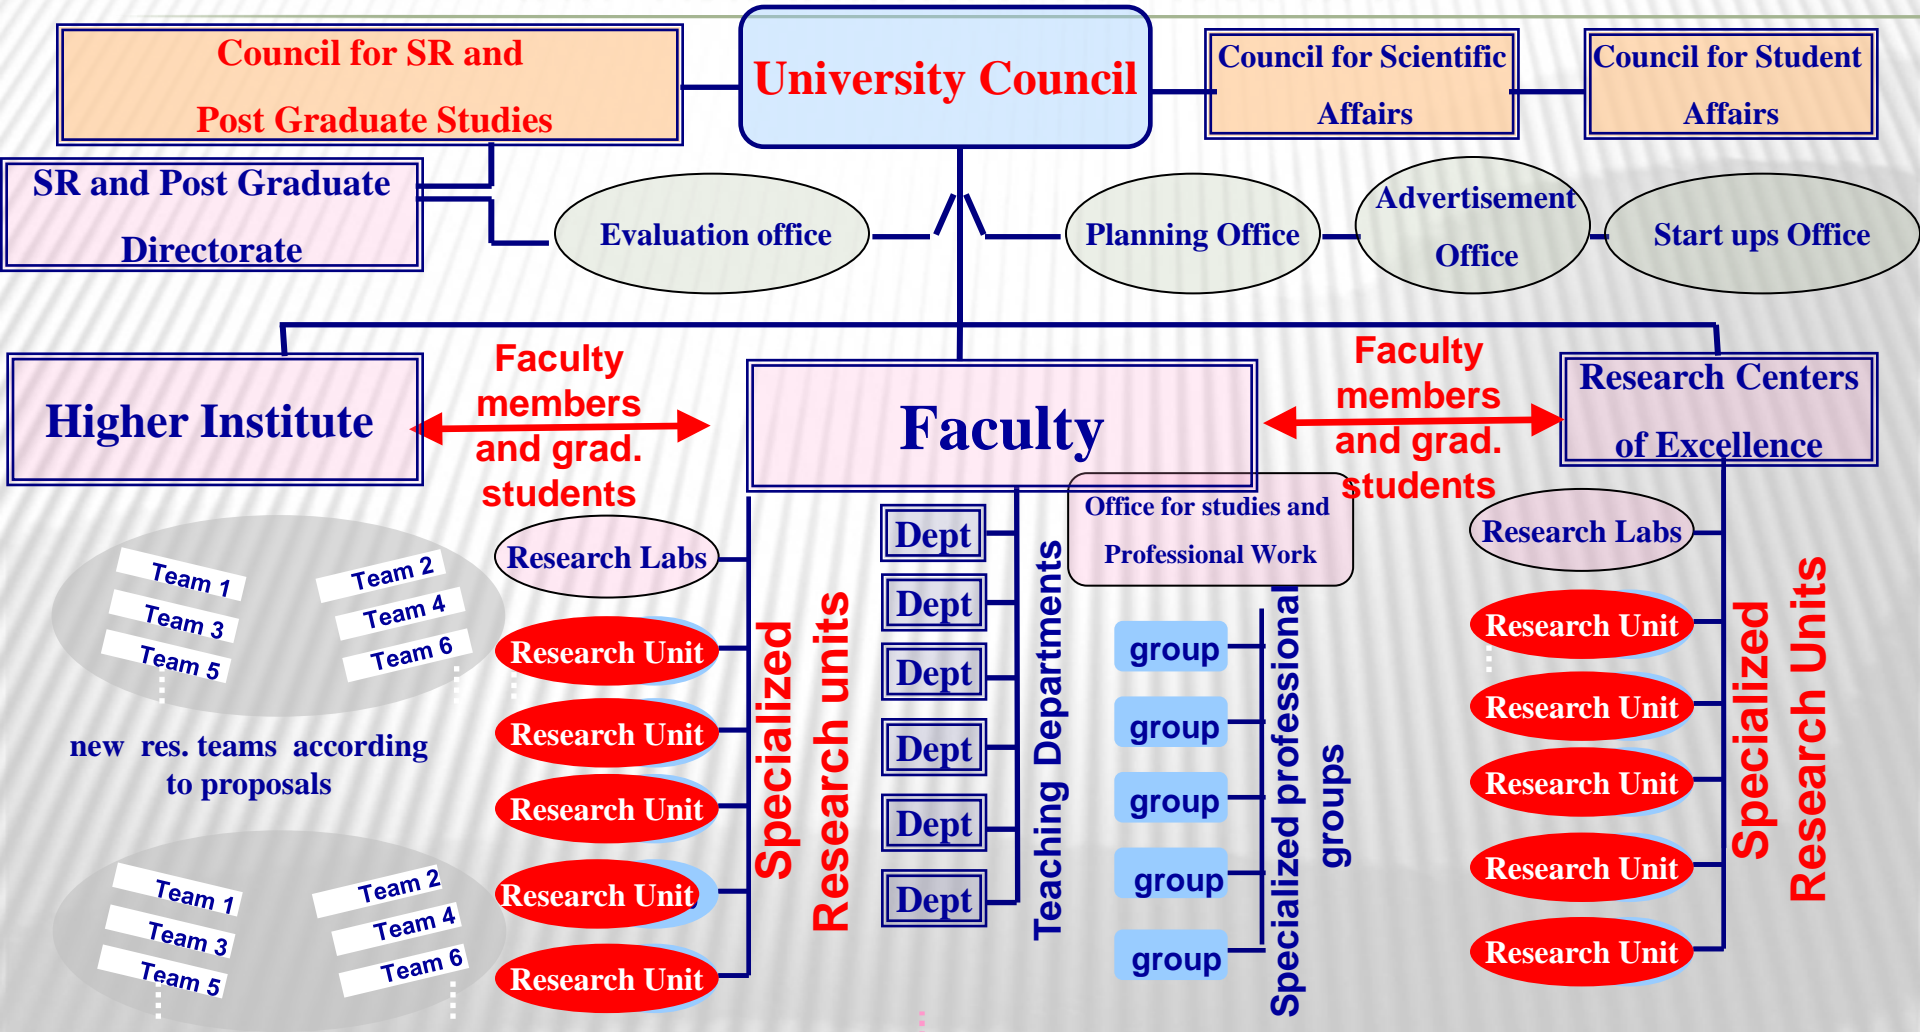 Council for SR and
Post Graduate Studies
University Council
Council for Scientific
Affairs
Council for Student
Affairs
SR and Post Graduate
Directorate
Evaluation office
Planning Office
Advertisement
Office
Start ups Office
Higher Institute
Faculty
members
and grad.
students
Faculty
Faculty
members
and grad.
students
Research Centers
of Excellence
Team 1
Team 3
Team 5
Team 2
Team 4
Team 6
new res. teams according
to proposals
Team 1
Team 3
Team 5
Team 2
Team 4
Team 6
Research Labs
Research Unit
Research Unit
Research Unit
Research Unit
Research Unit
Specialized
Research units
Dept
Dept
Dept
Dept
Dept
Dept
Teaching Departments
Office for studies and
Professional Work
group
group
group
group
group
Specialized professional
groups
Research Labs
Research Unit
Research Unit
Research Unit
Research Unit
Research Unit
Specialized
Research Units